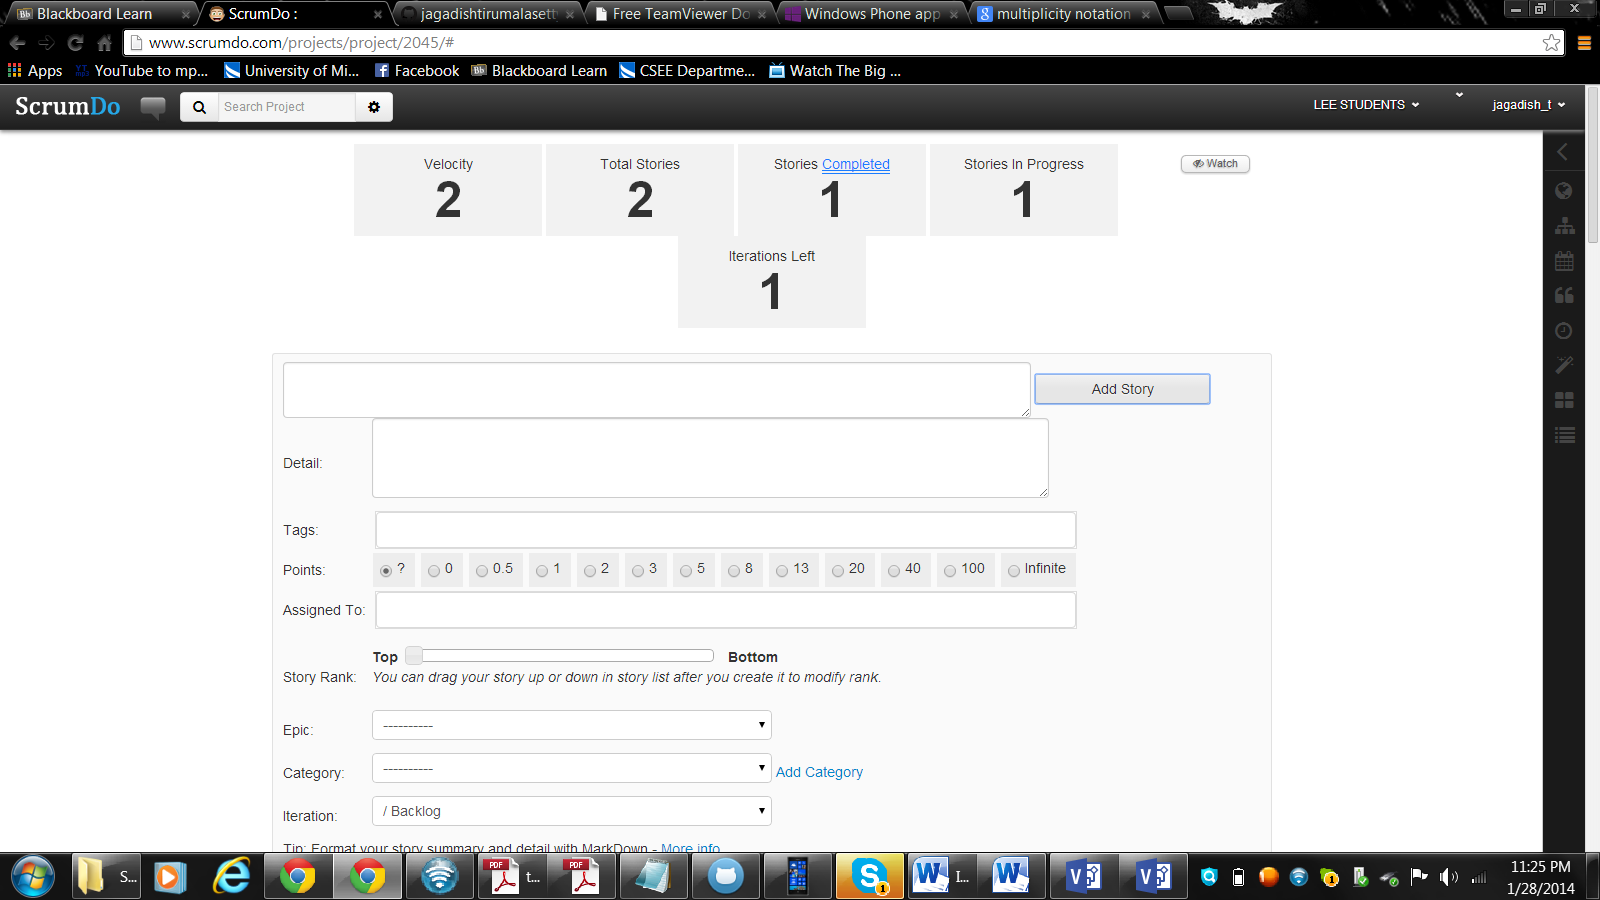 Blackboard Learn
ScrumDo :
jagadishtirumalasett
Free TeamViewer Do
Windows Phone app
multiplicity notation
www.scrumdo.com/projects/project/2045/#
Apps
YouTube to mp...
University of Mi...
Facebook
Blackboard Learn
CSEE Departme...
Watch The Big ...
ScrumDo
Search Project
LEE STUDENTS
jagadish_t
Velocity
2
Total Stories
2
Stories Completed
1
Stories In Progress
1
Watch
Iterations Left
1
Add Story
Detail:
Tags:
Points: ? 0 0.5 1 2 3 5 8 13 20 40 100 Infinite
Assigned To:
Top Bottom
Story Rank: You can drag your story up or down in story list after you create it to modify rank.
Epic: ----------
Category: ---------- Add Category
Iteration: / Backlog
Tip: Format your story summary and detail with MarkDown - More info
S...
PDF t...
PDF
1
I...
1
11:25 PM
1/28/2014